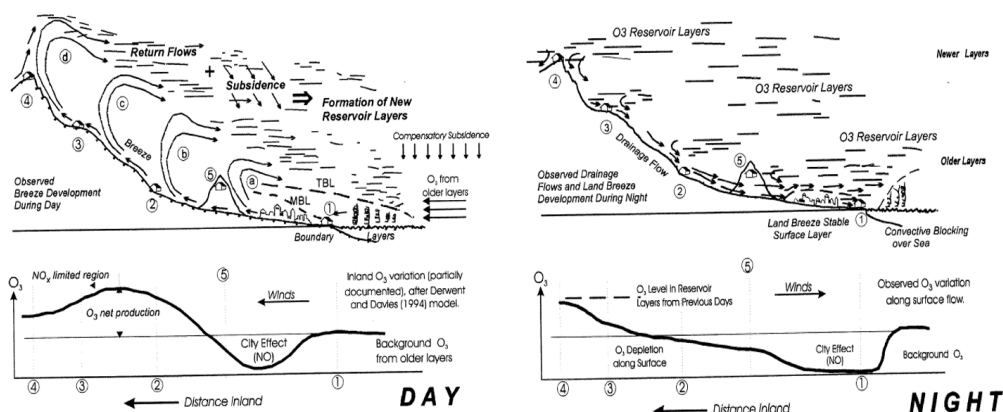 Return Flows
d
+
Subsidence
4
c
Formation of New
Reservoir Layers
Compensatory Subsidence
3
Breeze
b
Observed
Breeze Development
During Day
5
a
TBL
O₃ from
older layers
2
MBL
1
Boundary
Layers
O₃
NOₓ limited region
5
Inland O₃ variation (partially
documented), after Derwent
and Davies (1994) model.
Winds
O₃ net production
City Effect
(NO)
Background O₃
from older layers
4
3
2
1
Distance Inland
DAY
O3 Reservoir Layers
Newer Layers
4
O3 Reservoir Layers
3
O3 Reservoir Layers
Drainage Flow
5
Older Layers
Observed Drainage
Flows and Land Breeze
Development During Night
2
1
Land Breeze Stable
Surface Layer
Convective Blocking
over Sea
5
O₃
O₃ Level in Reservoir
Layers from Previous Days
Winds
Observed O₃ variation
along surface flow.
O₃ Depletion
along Surface
City Effect
(NO)
Background O₃
4
3
2
1
Distance Inland
NIGHT